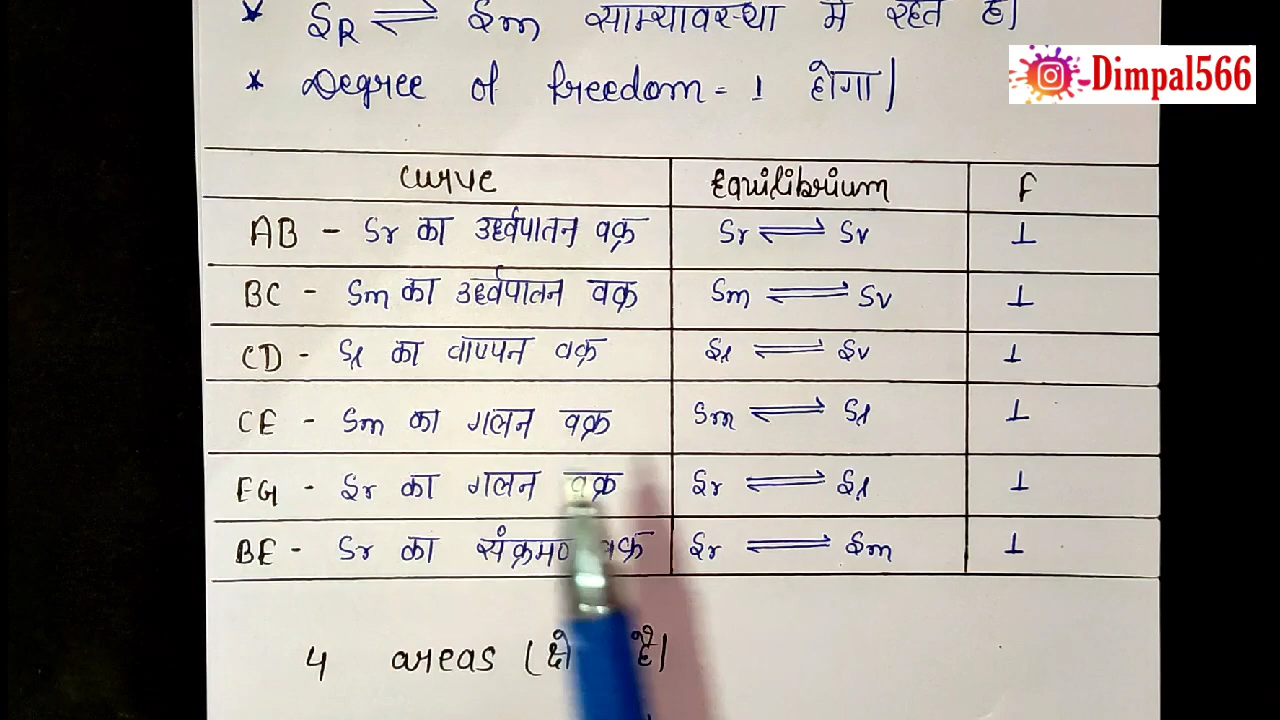 * SR ⇌ Sm साम्यावस्था में रहते है।
-Dimpal566
* Degree of freedom = 1 होगा।
curve Equilibrium F
AB - Sr का उर्ध्वपातन वक्र Sr ⇌ Sv 1
BC - Sm का उर्ध्वपातन वक्र Sm ⇌ Sv 1
CD - Sl का वाष्पन वक्र Sl ⇌ Sv 1
CE - Sm का गलन वक्र Sm ⇌ Sl 1
EG - Sr का गलन वक्र Sr ⇌ Sl 1
BE - Sr का संक्रमण वक्र Sr ⇌ Sm 1
4 areas ( है।